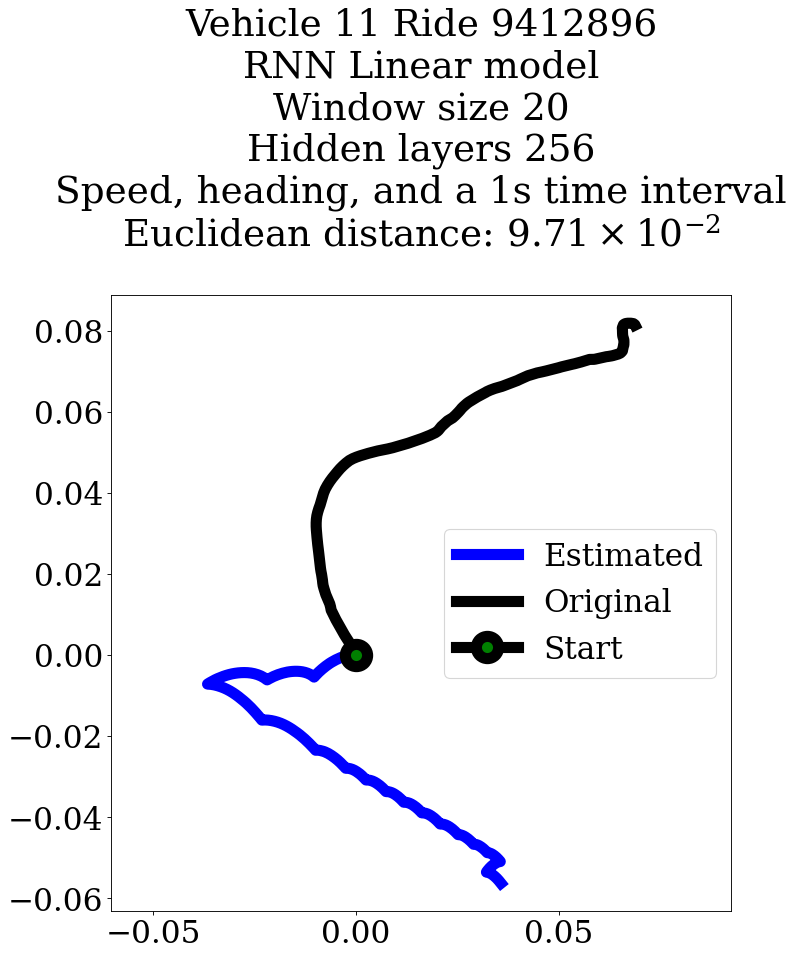 Vehicle 11 Ride 9412896
RNN Linear model
Window size 20
Hidden layers 256
Speed, heading, and a 1s time interval
Euclidean distance: 9.71 × 10⁻²
0.08
0.06
0.04
0.02
0.00
−0.02
−0.04
−0.06
Estimated
Original
Start
−0.05
0.00
0.05